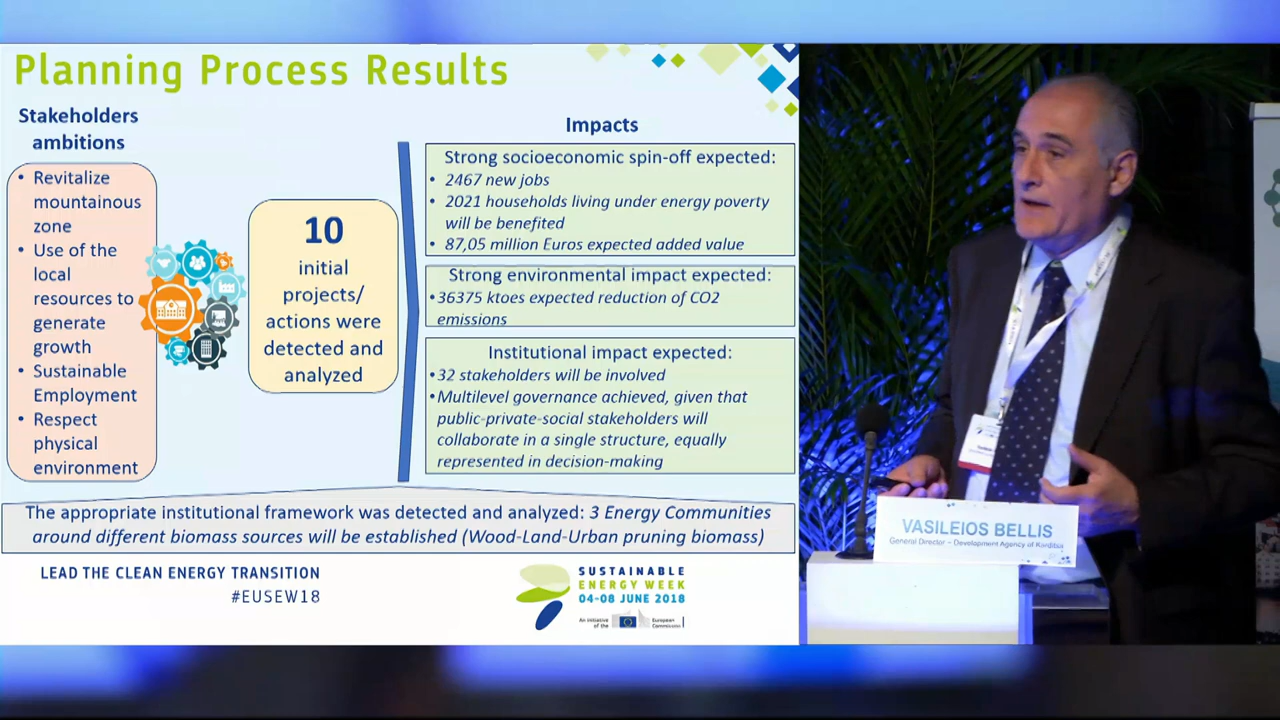 Planning Process Results
Stakeholders
ambitions
• Revitalize
mountainous
zone
• Use of the
local
resources to
generate
growth
• Sustainable
Employment
• Respect
physical
environment
10
initial
projects/
actions were
detected and
analyzed
Impacts
Strong socioeconomic spin-off expected:
• 2467 new jobs
• 2021 households living under energy poverty
will be benefited
• 87,05 million Euros expected added value
Strong environmental impact expected:
• 36375 ktoes expected reduction of CO2
emissions
Institutional impact expected:
• 32 stakeholders will be involved
• Multilevel governance achieved, given that
public-private-social stakeholders will
collaborate in a single structure, equally
represented in decision-making
The appropriate institutional framework was detected and analyzed: 3 Energy Communities
around different biomass sources will be established (Wood-Land-Urban pruning biomass)
LEAD THE CLEAN ENERGY TRANSITION
#EUSEW18
SUSTAINABLE
ENERGY WEEK
04-08 JUNE 2018
An initiative
of the
European
Commission
VASILEIOS BELLIS
General Director – Development Agency of Karditsa